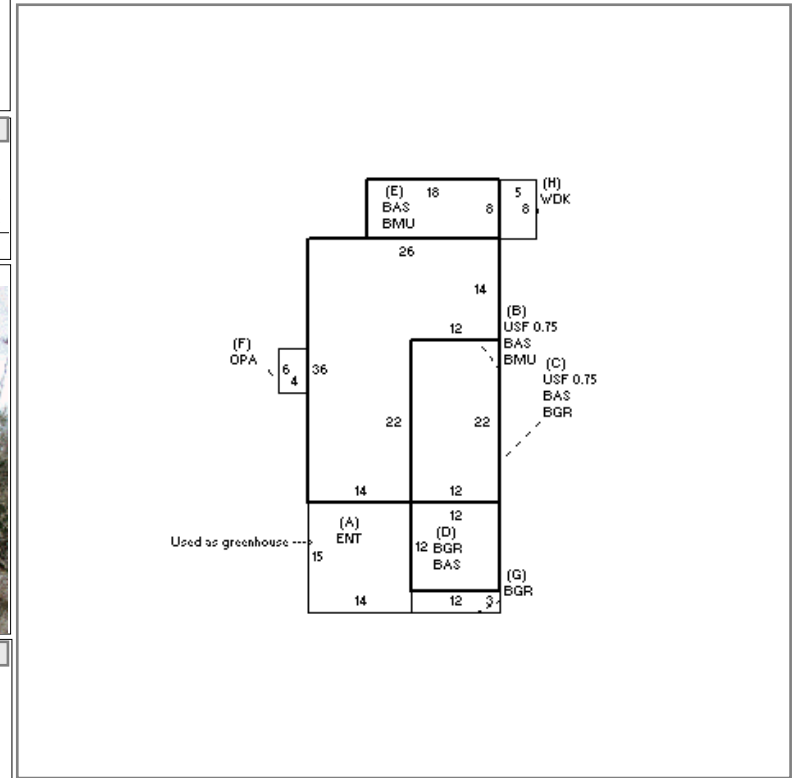 (E)
BAS
BMU
18
8
5
8
(H)
WDK
26
14
12
(B)
USF 0.75
BAS
BMU
(F)
OPA
6
4
36
(C)
USF 0.75
BAS
BGR
22
22
14
12
Used as greenhouse
15
(A)
ENT
12
12
(D)
BGR
BAS
14
12
3
(G)
BGR